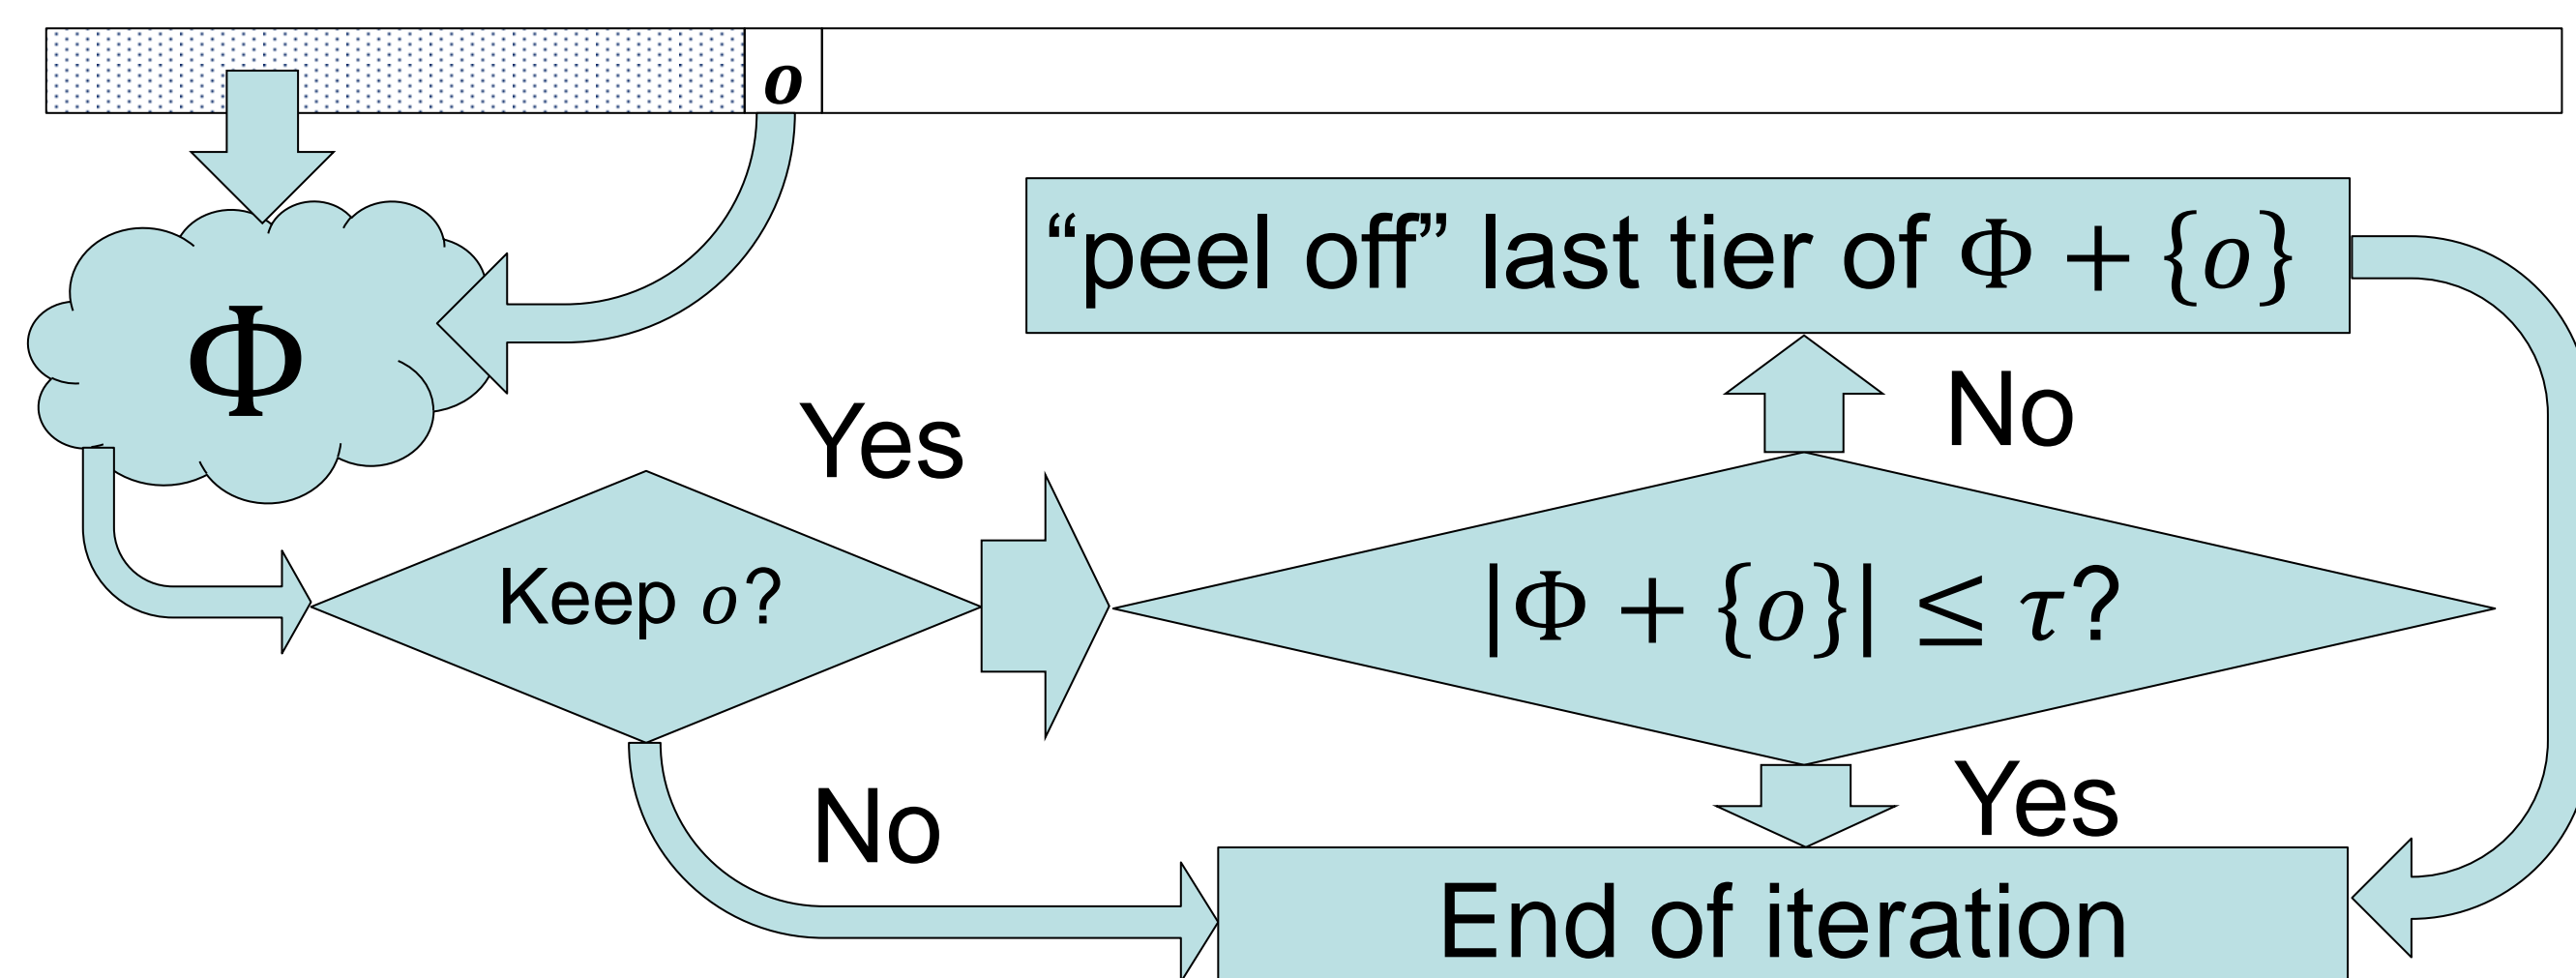 o
“peel off” last tier of Φ + {o}
Φ
No
Yes
Keep o?
|Φ + {o}| ≤ τ?
Yes
No
End of iteration